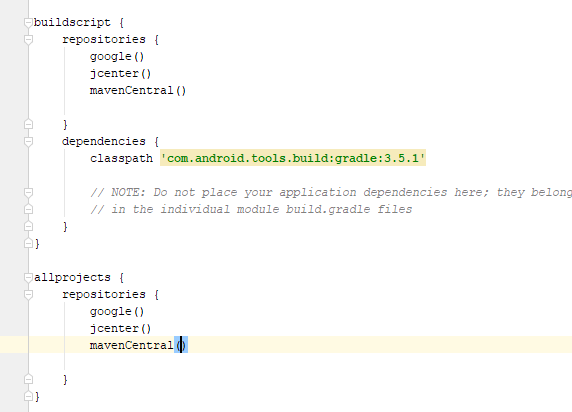 buildscript {
    repositories {
        google()
        jcenter()
        mavenCentral()
    }
    dependencies {
        classpath 'com.android.tools.build:gradle:3.5.1'
        // NOTE: Do not place your application dependencies here; they belong
        // in the individual module build.gradle files
    }
}
allprojects {
    repositories {
        google()
        jcenter()
        mavenCentral()
    }
}